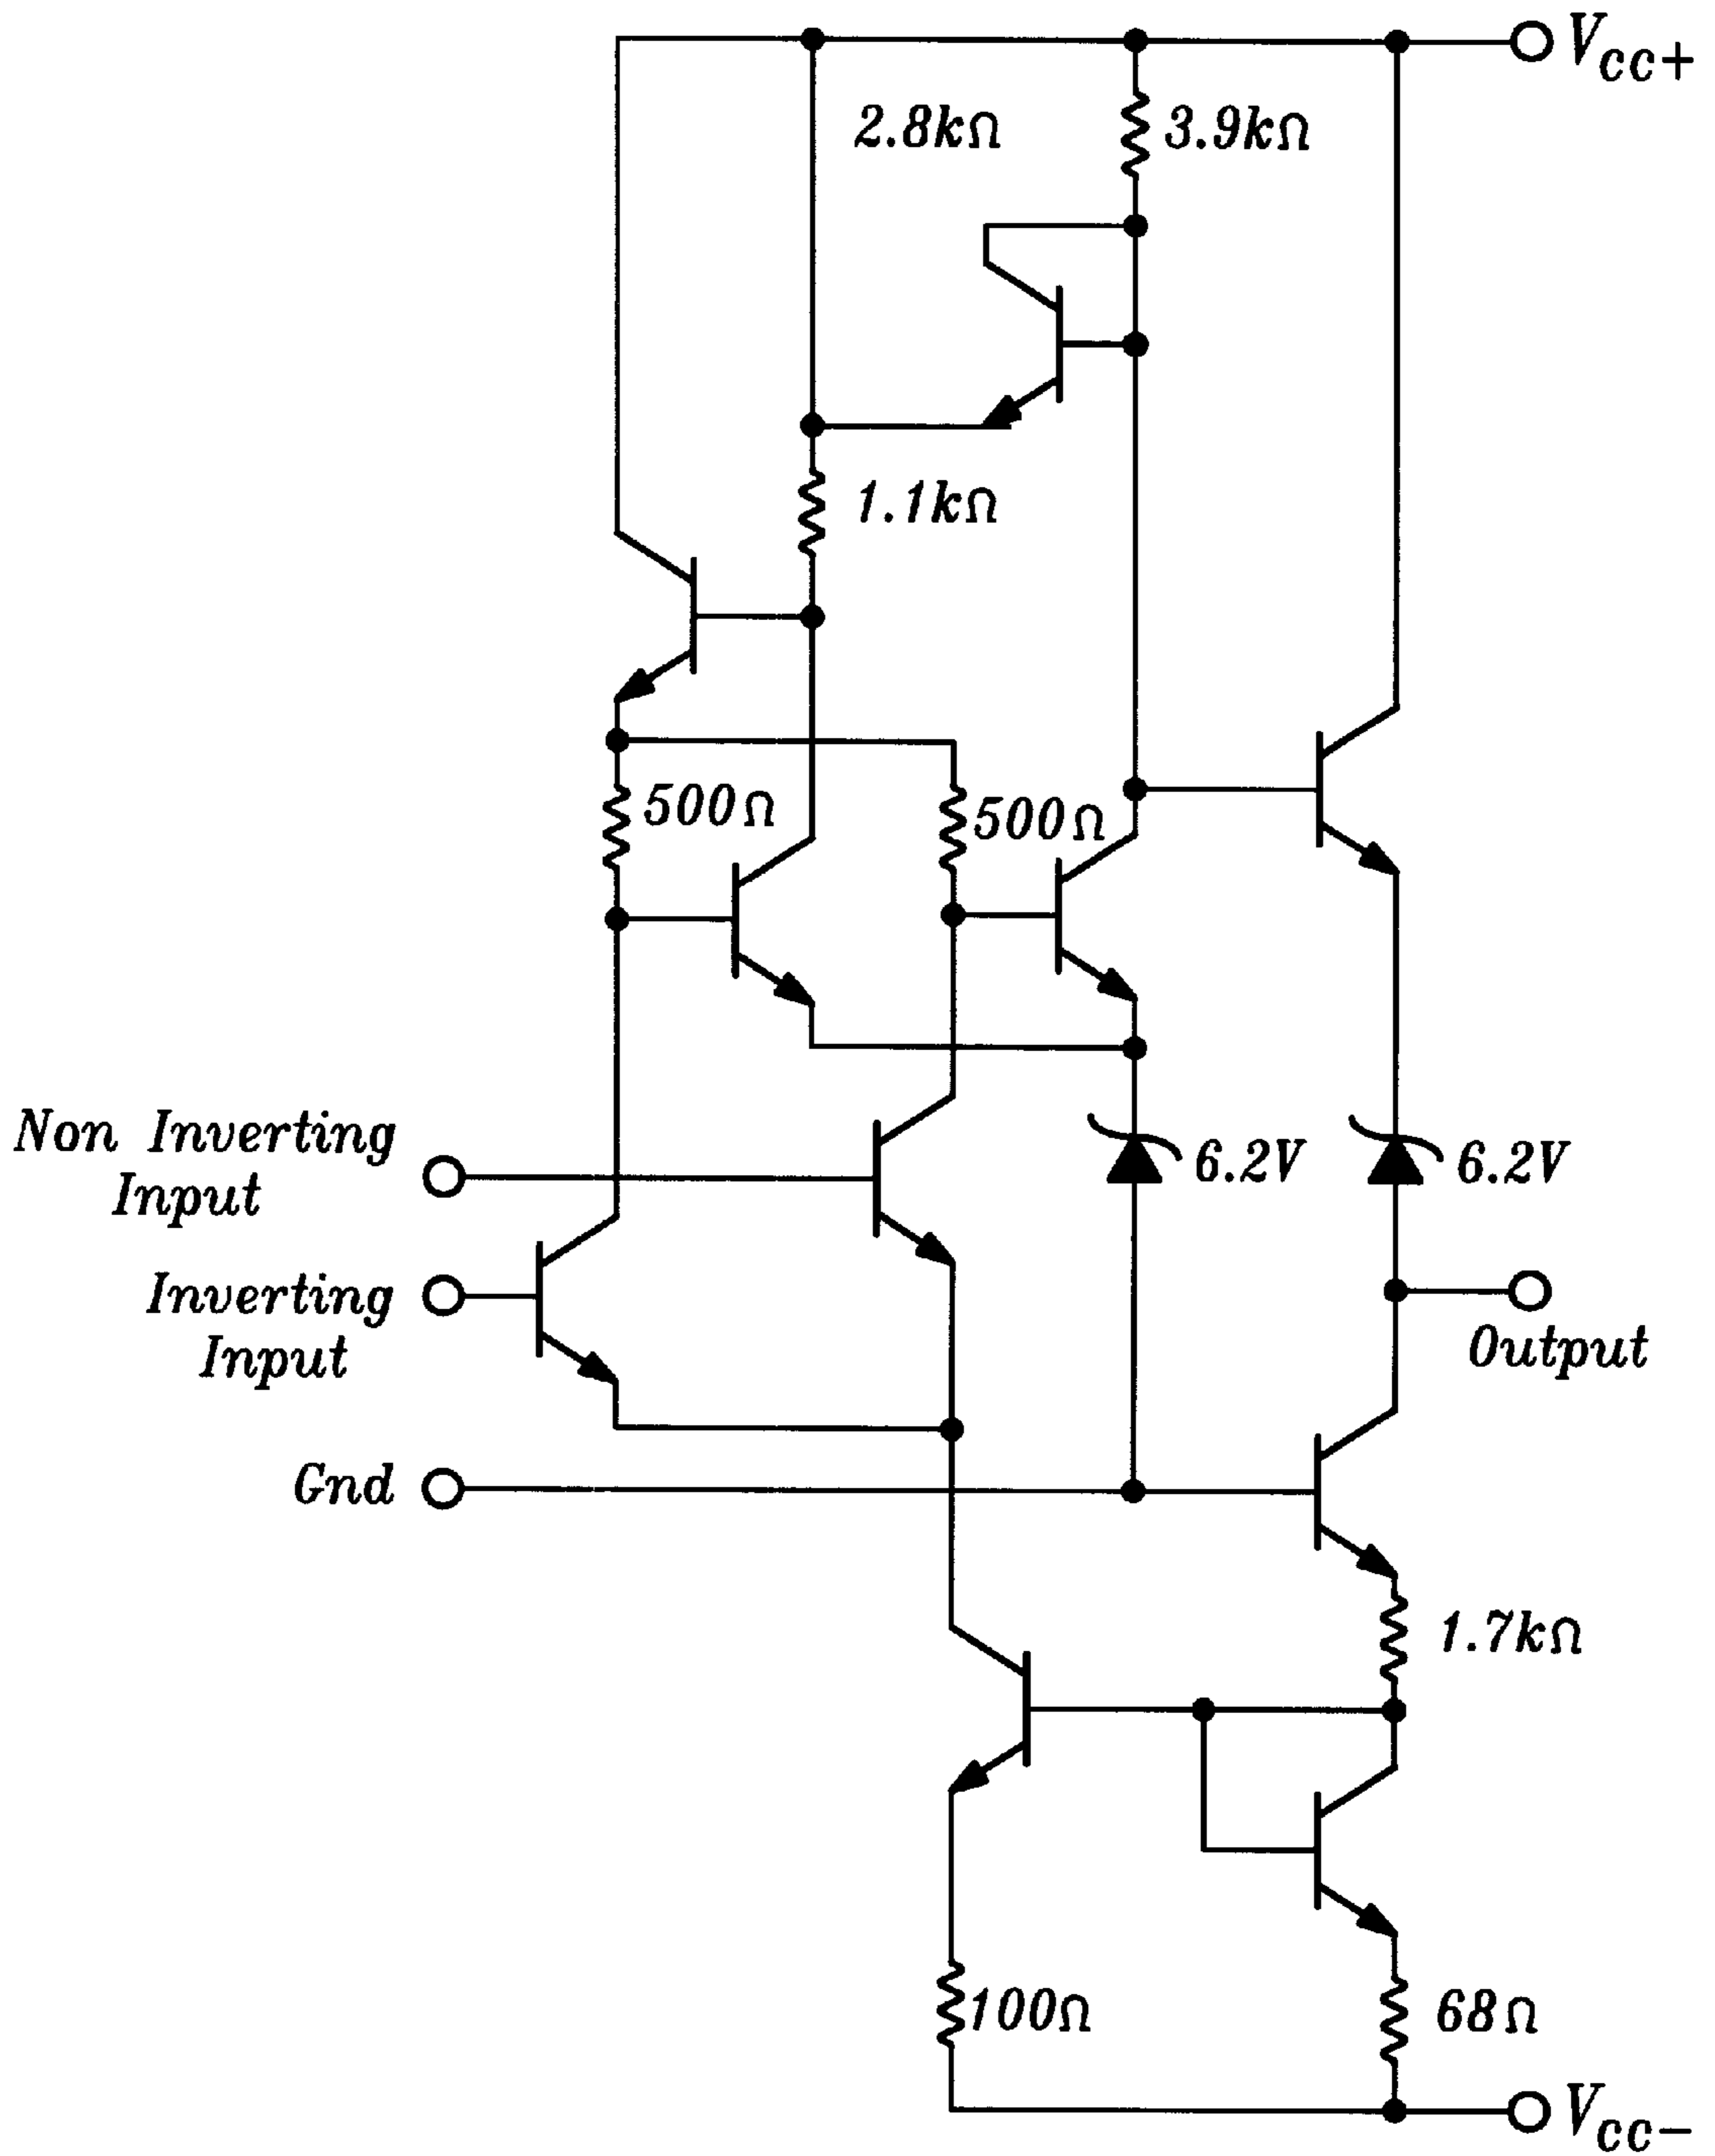 Vcc+
2.8kΩ
3.9kΩ
1.1kΩ
500Ω
500Ω
Non Inverting
Input
6.2V
6.2V
Inverting
Input
Output
Gnd
1.7kΩ
100Ω
68Ω
Vcc−